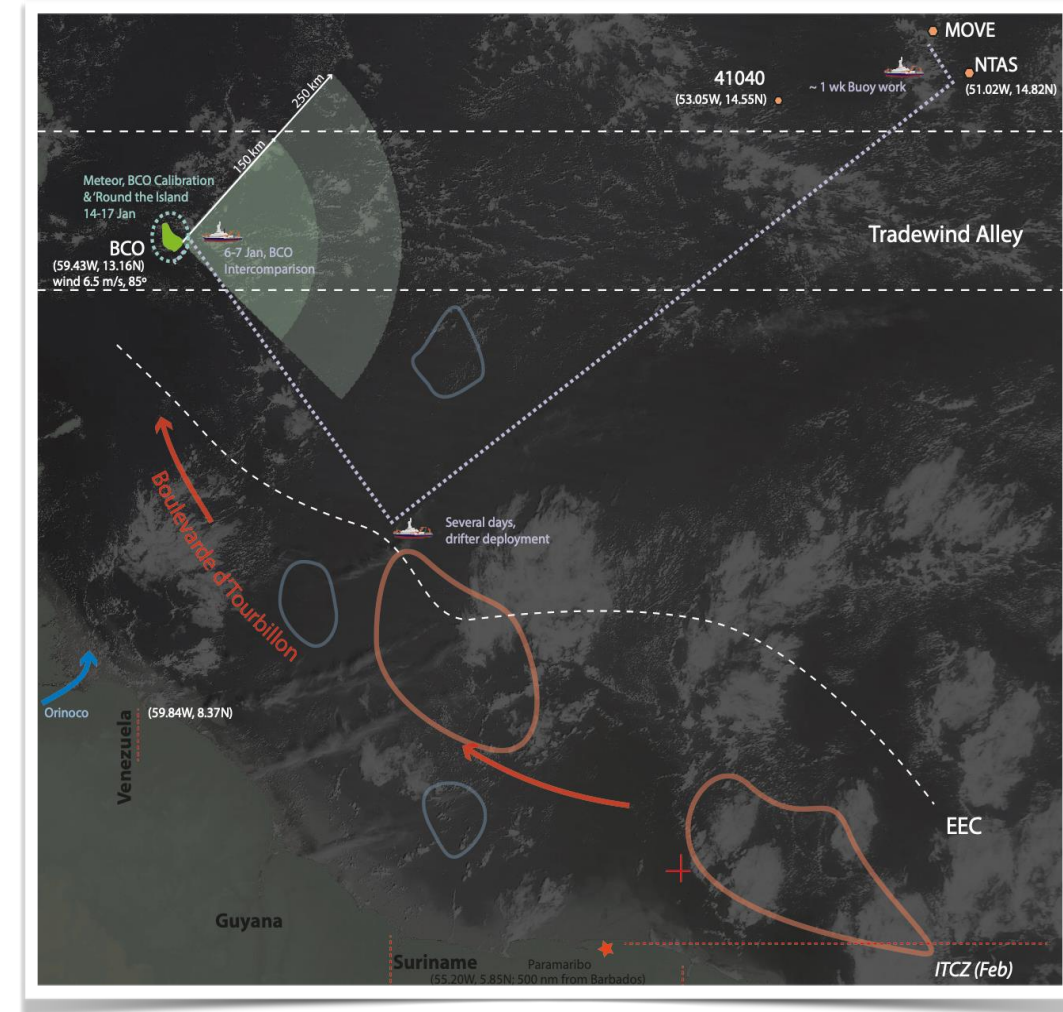 MOVE
NTAS
(51.02W, 14.82N)
41040
(53.05W, 14.55N)
~ 1 wk Buoy work
250 km
150 km
Meteor, BCO Calibration
& 'Round the Island
14-17 Jan
BCO
(59.43W, 13.16N)
wind 6.5 m/s, 85º
6-7 Jan, BCO
Intercomparison
Tradewind Alley
Boulevarde d'Tourbillon
Several days,
drifter deployment
Orinoco
(59.84W, 8.37N)
Venezuela
EEC
Guyana
Suriname
Paramaribo
(55.20W, 5.85N; 500 nm from Barbados)
ITCZ (Feb)